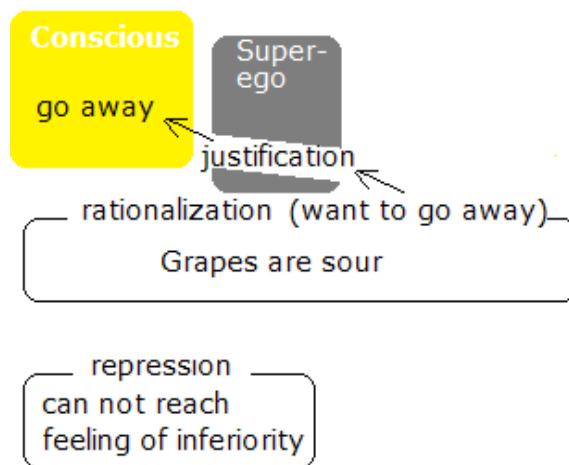 Conscious
Super-
ego
go away
justification
rationalization (want to go away)
Grapes are sour
repression
can not reach
feeling of inferiority